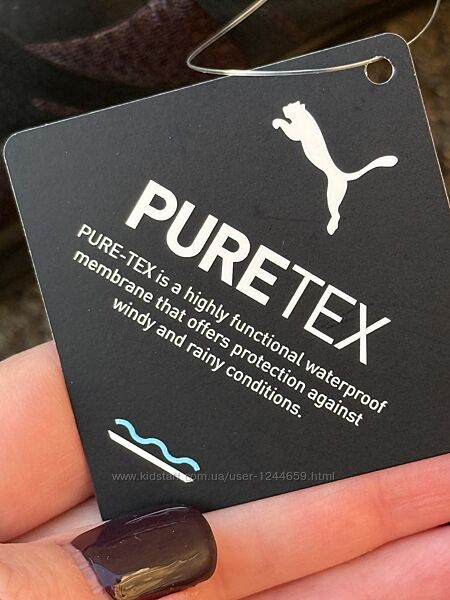 PURETEX
PURE-TEX is a highly functional waterproof
membrane that offers protection against
windy and rainy conditions.
www.kidstaff.com.ua/user-1244659.html